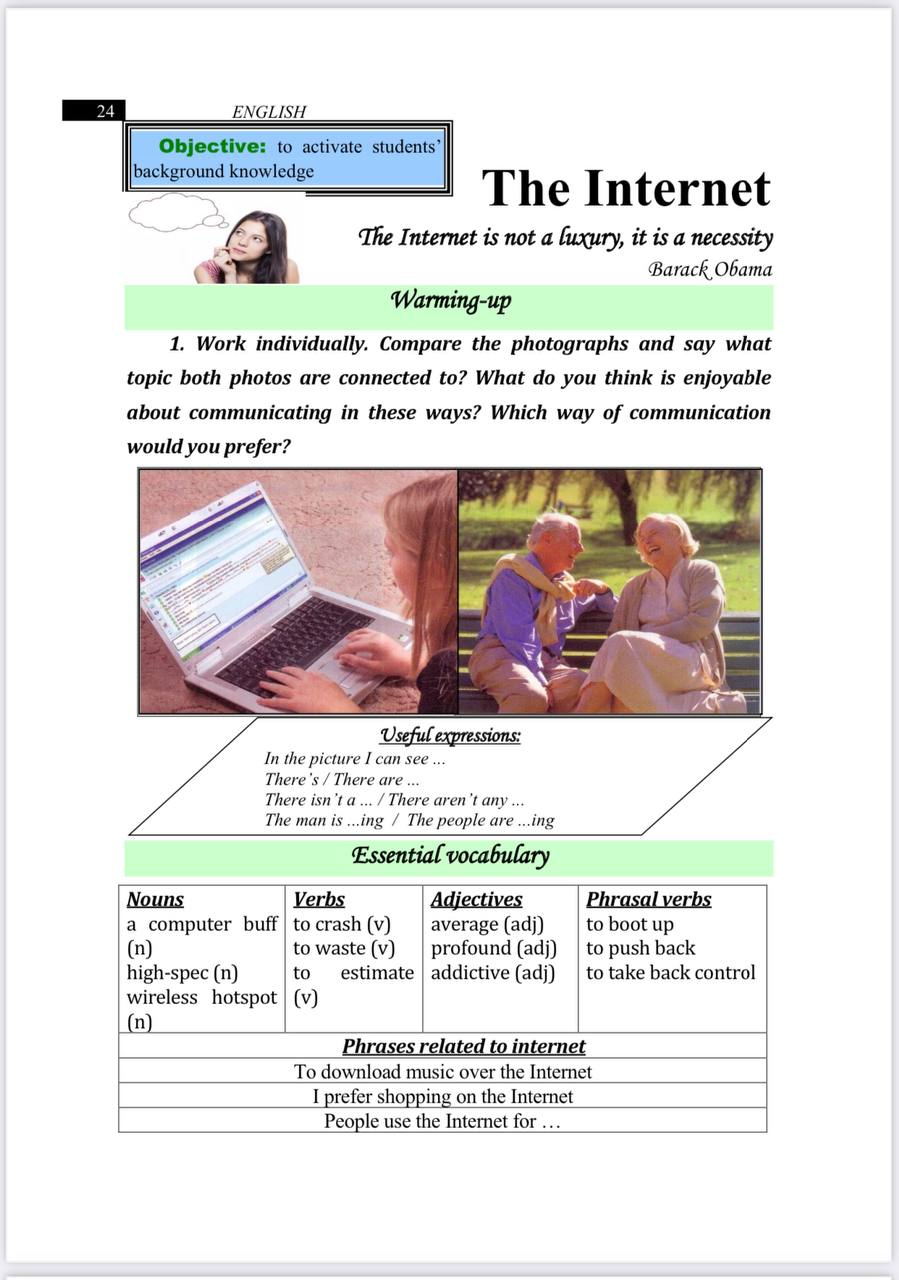 24 ENGLISH
Objective: to activate students’
background knowledge
The Internet
The Internet is not a luxury, it is a necessity
Barack Obama
Warming-up
1. Work individually. Compare the photographs and say what
topic both photos are connected to? What do you think is enjoyable
about communicating in these ways? Which way of communication
would you prefer?
Useful expressions:
In the picture I can see ...
There’s / There are ...
There isn’t a ... / There aren’t any ...
The man is ...ing / The people are ...ing
Essential vocabulary
Nouns
a computer buff
(n)
high-spec (n)
wireless hotspot
(n)
Verbs
to crash (v)
to waste (v)
to estimate
(v)
Adjectives
average (adj)
profound (adj)
addictive (adj)
Phrasal verbs
to boot up
to push back
to take back control
Phrases related to internet
To download music over the Internet
I prefer shopping on the Internet
People use the Internet for …